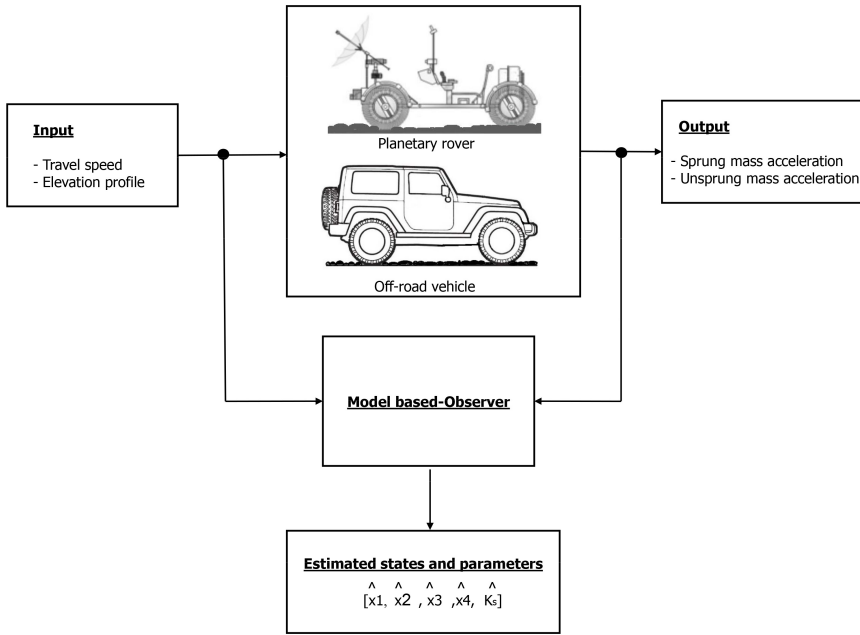 Input
- Travel speed
- Elevation profile
Planetary rover
Off-road vehicle
Output
- Sprung mass acceleration
- Unsprung mass acceleration
Model based-Observer
Estimated states and parameters
^ ^ ^ ^ ^
[x1, x2 , x3 ,x4, Ks]